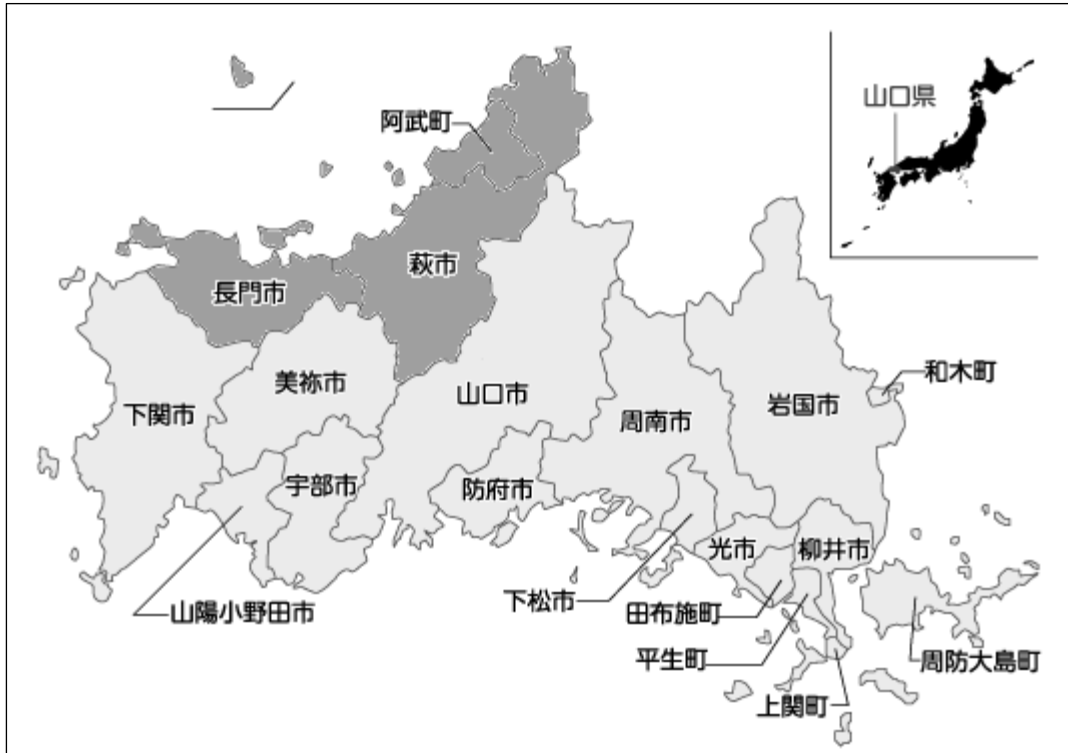 山口県
阿武町
萩市
長門市
和木町
美祢市
山口市
岩国市
下関市
周南市
宇部市
防府市
光市
柳井市
下松市
山陽小野田市
田布施町
平生町
周防大島町
上関町